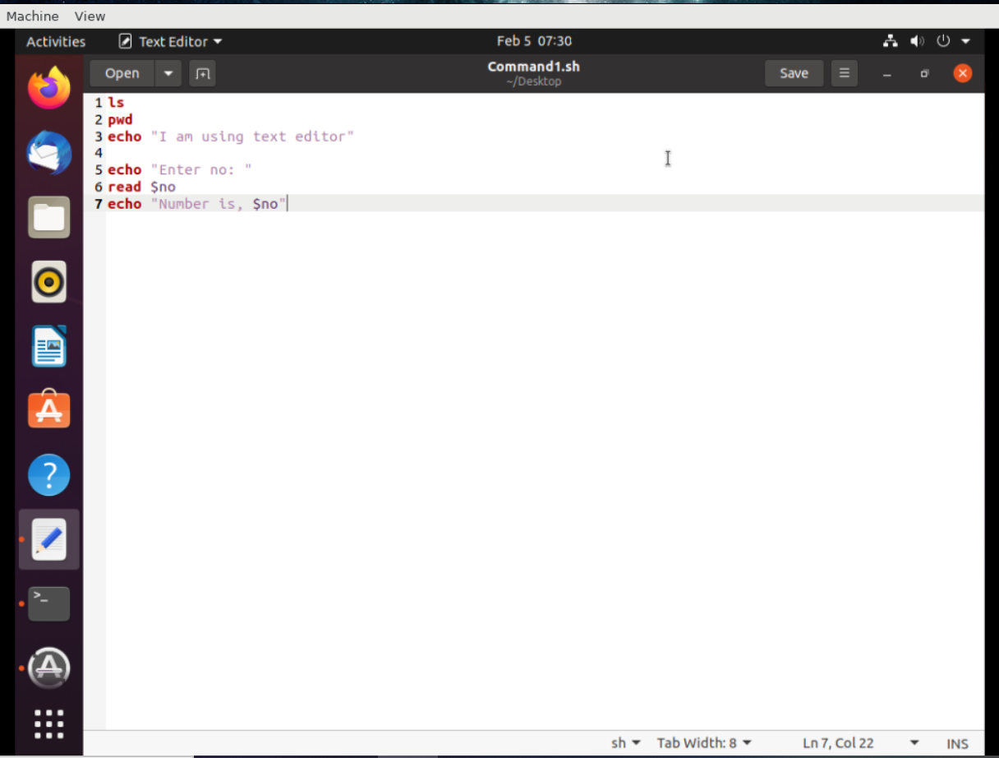 Machine View
Activities Text Editor Feb 5 07:30
Open Command1.sh Save
~/Desktop
1 ls
2 pwd
3 echo "I am using text editor"
4
5 echo "Enter no: "
6 read $no
7 echo "Number is, $no"
sh Tab Width: 8 Ln 7, Col 22 INS